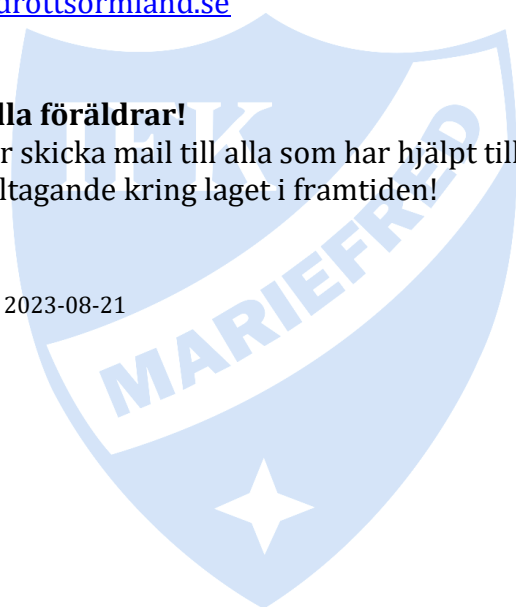 drottsormland.se
lla föräldrar!
r skicka mail till alla som har hjälpt till
ltagande kring laget i framtiden!
2023-08-21
IFK
MARIEFRED